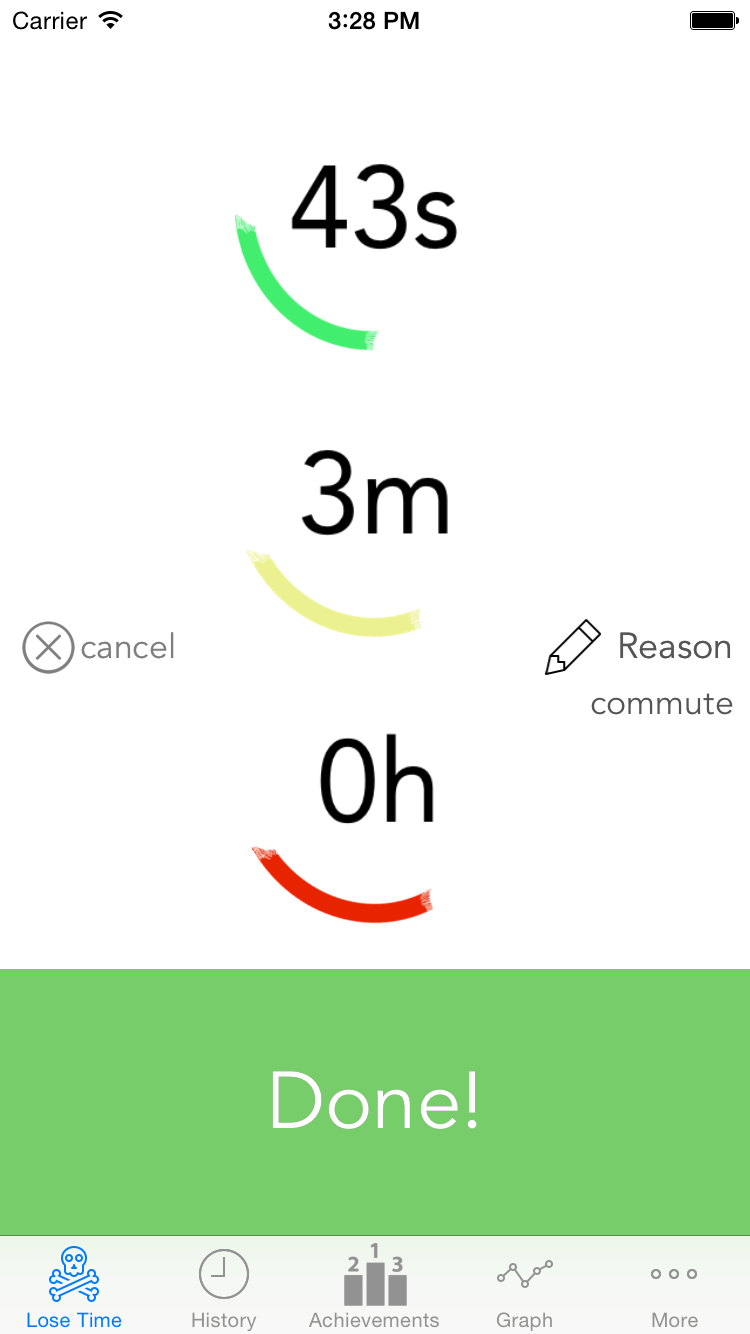 Carrier 3:28 PM
43s
3m
cancel Reason
commute
0h
Done!
2 1 3
Lose Time History Achievements Graph More